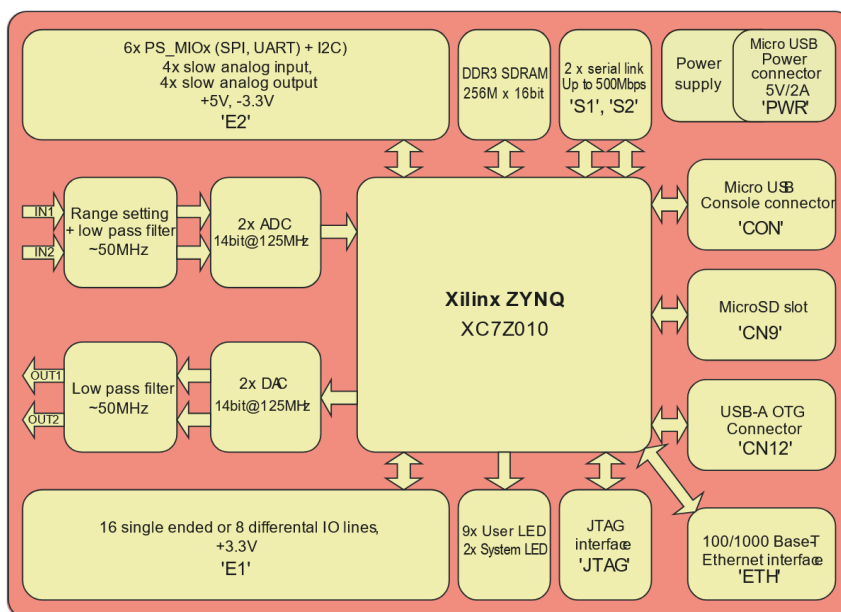 6x PS_MIOx (SPI, UART) + I2C)
4x slow analog input,
4x slow analog output
+5V, -3.3V
'E2'
DDR3 SDRAM
256M x 16bit
2 x serial link
Up to 500Mbps
'S1', 'S2'
Power
supply
Micro USB
Power
connector
5V/2A
'PWR'
IN1
IN2
Range setting
+ low pass filter
~50MHz
2x ADC
14bit@125MHz
Xilinx ZYNQ
XC7Z010
Micro USB
Console connector
'CON'
MicroSD slot
'CN9'
OUT1
OUT2
Low pass filter
~50MHz
2x DAC
14bit@125MHz
USB-A OTG
Connector
'CN12'
16 single ended or 8 differental IO lines,
+3.3V
'E1'
9x User LED
2x System LED
JTAG
interface
'JTAG'
100/1000 Base-T
Ethernet interface
'ETH'